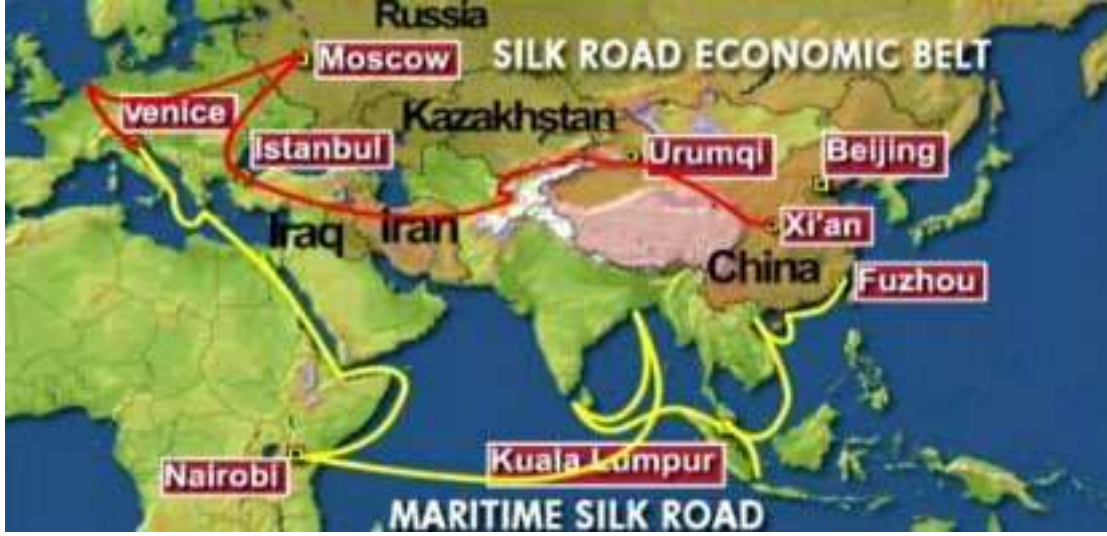 Russia
Moscow
SILK ROAD ECONOMIC BELT
venice
Kazakhstan
Istanbul
Urumqi
Beijing
Iraq
iran
Xi'an
China
Fuzhou
Nairobi
Kuala Lumpur
MARITIME SILK ROAD